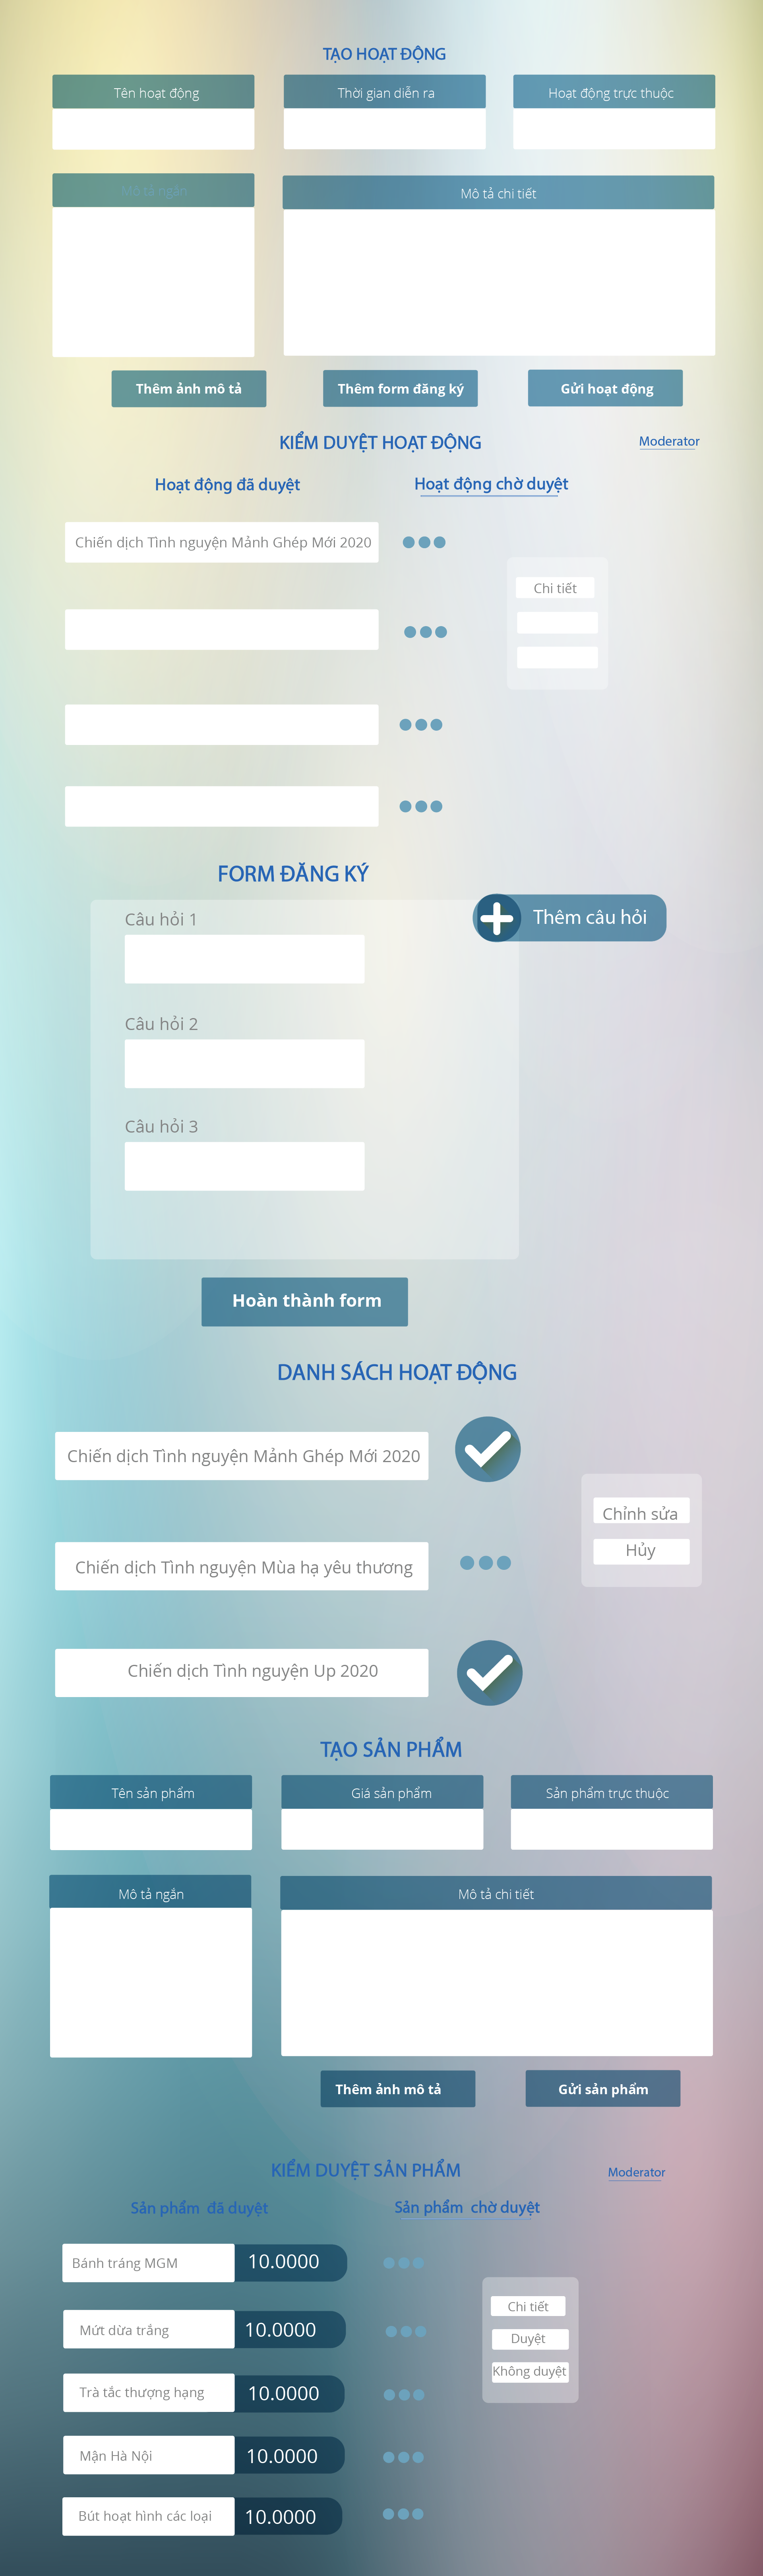 TẠO HOẠT ĐỘNG
Tên hoạt động
Thời gian diễn ra
Hoạt động trực thuộc
Mô tả ngắn
Mô tả chi tiết
Thêm ảnh mô tả
Thêm form đăng ký
Gửi hoạt động
KIỂM DUYỆT HOẠT ĐỘNG
Moderator
Hoạt động đã duyệt
Hoạt động chờ duyệt
Chiến dịch Tình nguyện Mảnh Ghép Mới 2020
Chi tiết
FORM ĐĂNG KÝ
Thêm câu hỏi
Câu hỏi 1
Câu hỏi 2
Câu hỏi 3
Hoàn thành form
DANH SÁCH HOẠT ĐỘNG
Chiến dịch Tình nguyện Mảnh Ghép Mới 2020
Chỉnh sửa
Hủy
Chiến dịch Tình nguyện Mùa hạ yêu thương
Chiến dịch Tình nguyện Up 2020
TẠO SẢN PHẨM
Tên sản phẩm
Giá sản phẩm
Sản phẩm trực thuộc
Mô tả ngắn
Mô tả chi tiết
Thêm ảnh mô tả
Gửi sản phẩm
KIỂM DUYỆT SẢN PHẨM
Moderator
Sản phẩm đã duyệt
Sản phẩm chờ duyệt
Bánh tráng MGM
10.0000
Mứt dừa trắng
10.0000
Chi tiết
Duyệt
Không duyệt
Trà tắc thượng hạng
10.0000
Mận Hà Nội
10.0000
Bút hoạt hình các loại
10.0000